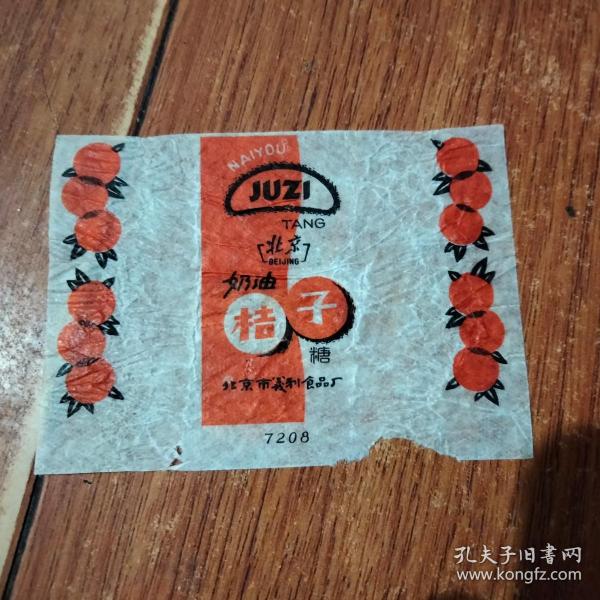 NAIYOU
JUZI
TANG
[北京]
BEIJING
奶油
桔子
糖
北京市义利食品厂
7208
孔夫子旧書网
www.kongfz.com